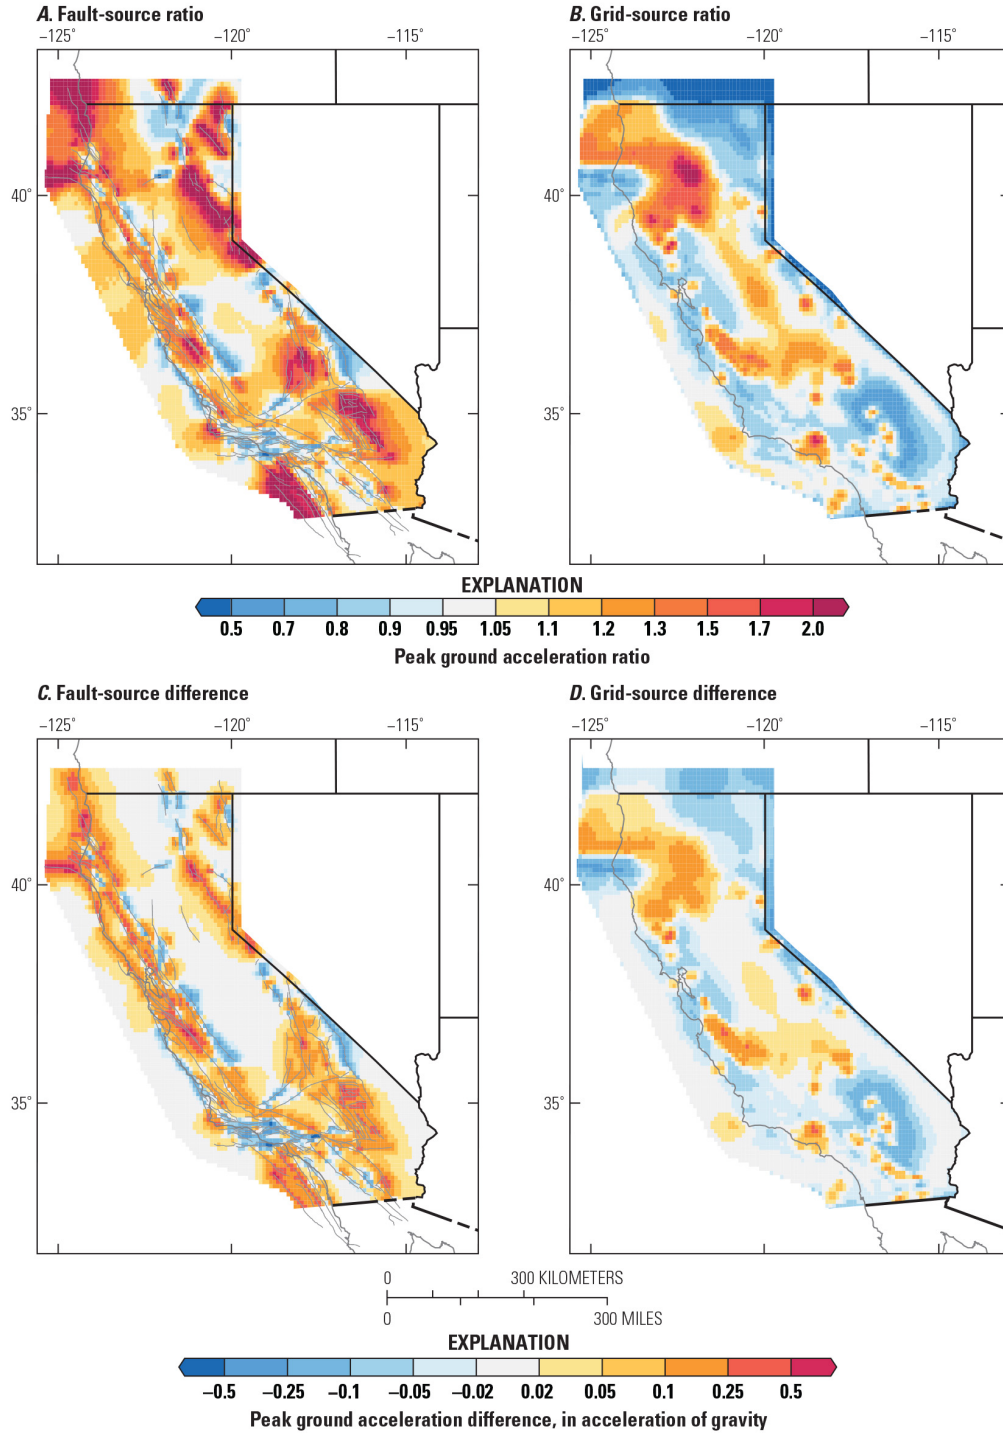 A. Fault-source ratio
B. Grid-source ratio
−125°
−120°
−115°
−125°
−120°
−115°
40°
40°
35°
35°
EXPLANATION
0.5 0.7 0.8 0.9 0.95 1.05 1.1 1.2 1.3 1.5 1.7 2.0
Peak ground acceleration ratio
C. Fault-source difference
D. Grid-source difference
−125°
−120°
−115°
−125°
−120°
−115°
40°
40°
35°
35°
0 300 KILOMETERS
0 300 MILES
EXPLANATION
−0.5 −0.25 −0.1 −0.05 −0.02 0.02 0.05 0.1 0.25 0.5
Peak ground acceleration difference, in acceleration of gravity